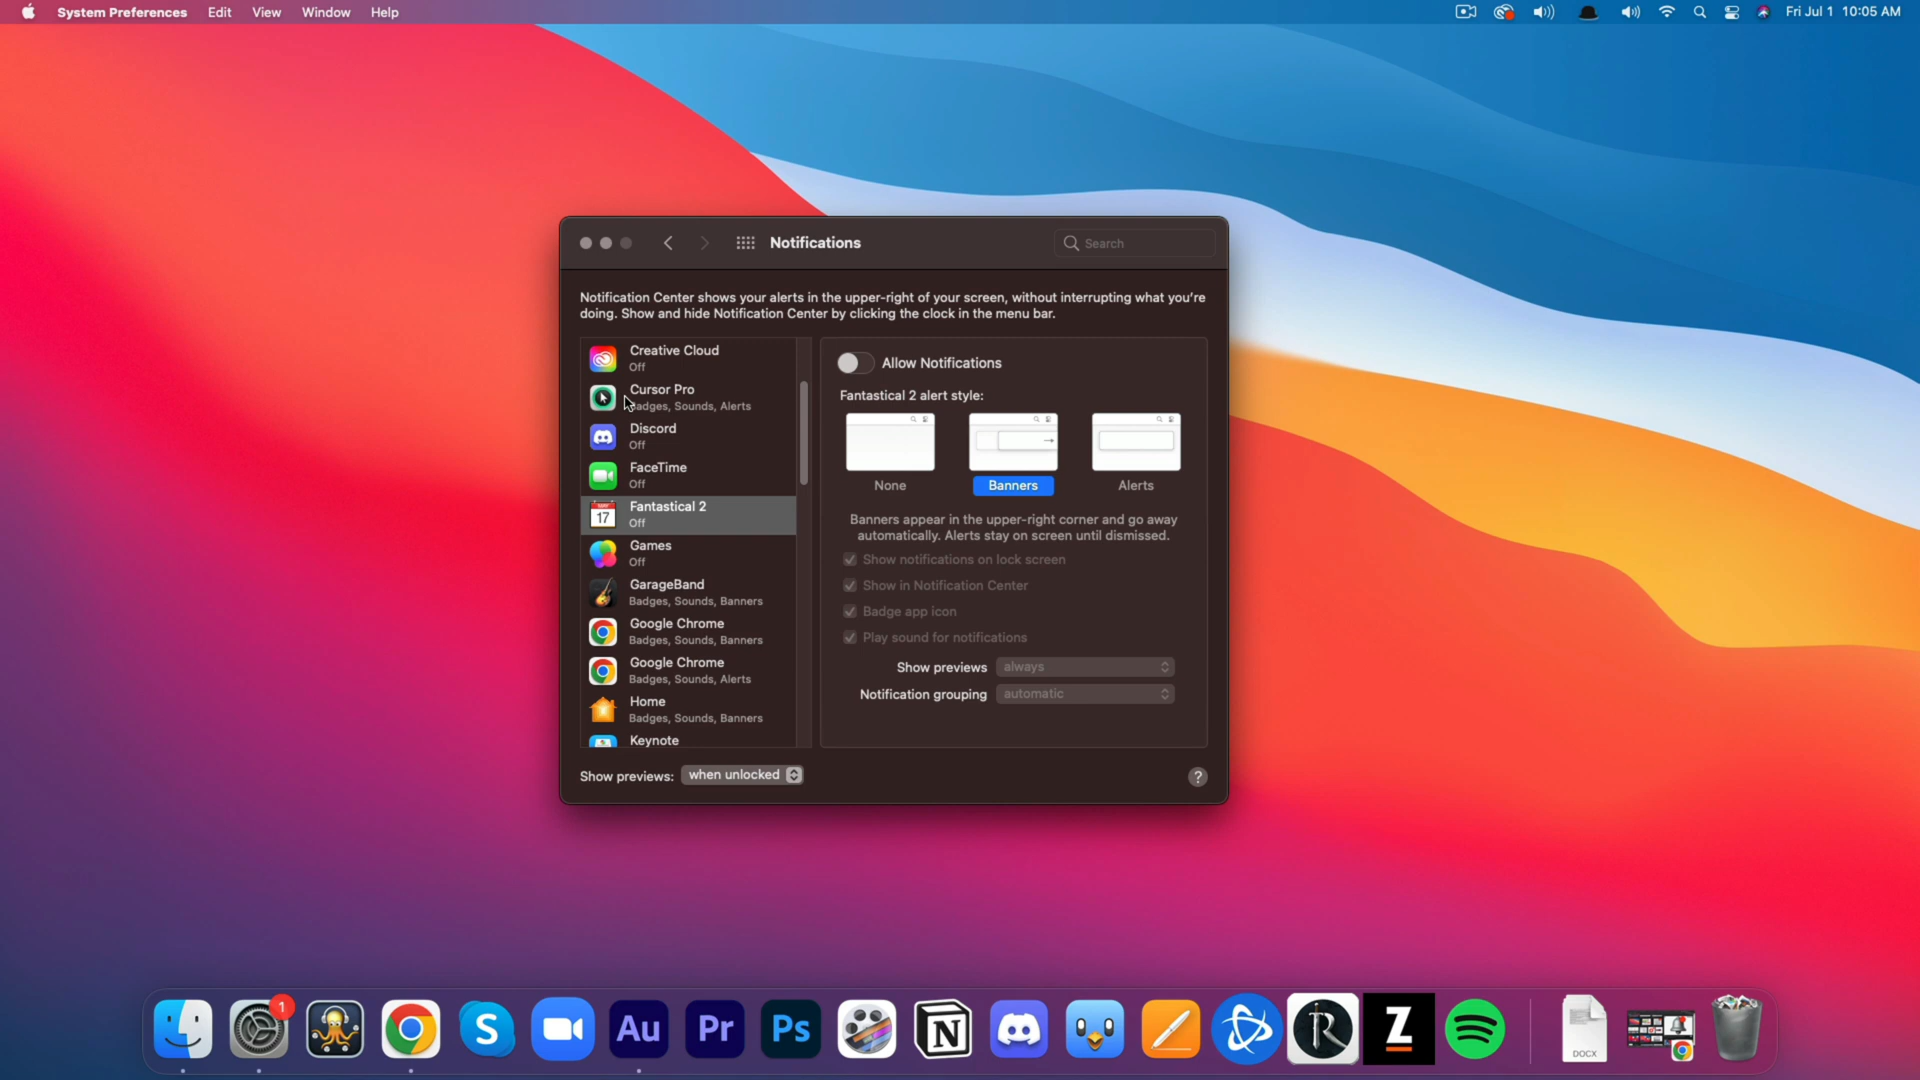 System Preferences Edit View Window Help
Fri Jul 1 10:05 AM
Notifications
Search
Notification Center shows your alerts in the upper-right of your screen, without interrupting what you're
doing. Show and hide Notification Center by clicking the clock in the menu bar.
Creative Cloud
Off
Cursor Pro
Badges, Sounds, Alerts
Discord
Off
FaceTime
Off
Fantastical 2
Off
17
Games
Off
GarageBand
Badges, Sounds, Banners
Google Chrome
Badges, Sounds, Banners
Google Chrome
Badges, Sounds, Alerts
Home
Badges, Sounds, Banners
Keynote
Allow Notifications
Fantastical 2 alert style:
None
Banners
Alerts
Banners appear in the upper-right corner and go away
automatically. Alerts stay on screen until dismissed.
Show notifications on lock screen
Show in Notification Center
Badge app icon
Play sound for notifications
Show previews always
Notification grouping automatic
Show previews: when unlocked
?
1
S
Au
Pr
Ps
N
R
Z
DOCX